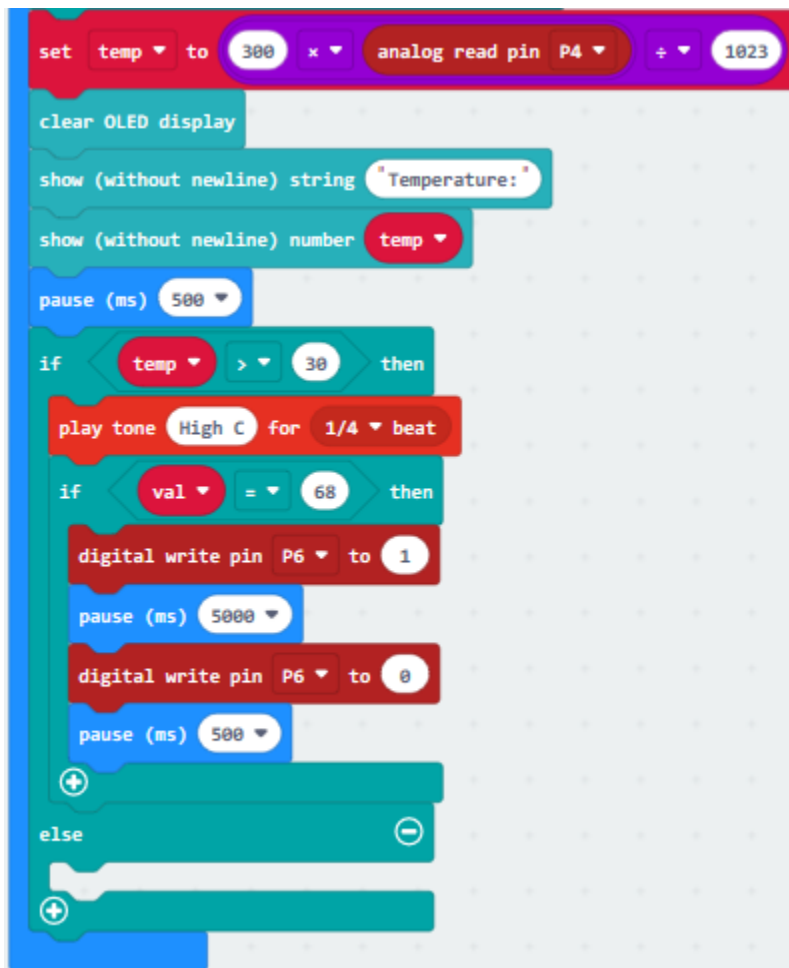 set temp to 300 × analog read pin P4 ÷ 1023
clear OLED display
show (without newline) string "Temperature:"
show (without newline) number temp
pause (ms) 500
if temp > 30 then
play tone High C for 1/4 beat
if val = 68 then
digital write pin P6 to 1
pause (ms) 5000
digital write pin P6 to 0
pause (ms) 500
else